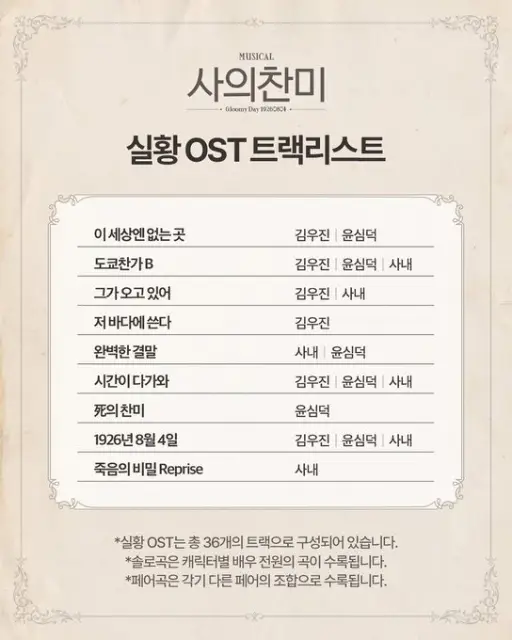 MUSICAL
사의찬미
Gloomy Day 19260804
실황 OST 트랙리스트
이 세상엔 없는 곳 김우진 | 윤심덕
도쿄찬가 B 김우진 | 윤심덕 | 사내
그가 오고 있어 김우진 | 사내
저 바다에 쓴다 김우진
완벽한 결말 사내 | 윤심덕
시간이 다가와 김우진 | 윤심덕 | 사내
死의 찬미 윤심덕
1926년 8월 4일 김우진 | 윤심덕 | 사내
죽음의 비밀 Reprise 사내
*실황 OST는 총 36개의 트랙으로 구성되어 있습니다.
*솔로곡은 캐릭터별 배우 전원의 곡이 수록됩니다.
*페어곡은 각기 다른 페어의 조합으로 수록됩니다.